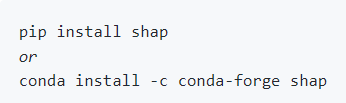 pip install shap
or
conda install -c conda-forge shap